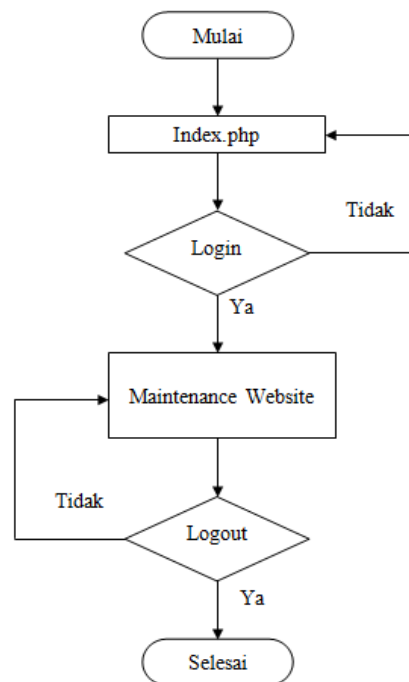 Mulai
Index.php
Tidak
Login
Ya
Maintenance Website
Tidak
Logout
Ya
Selesai